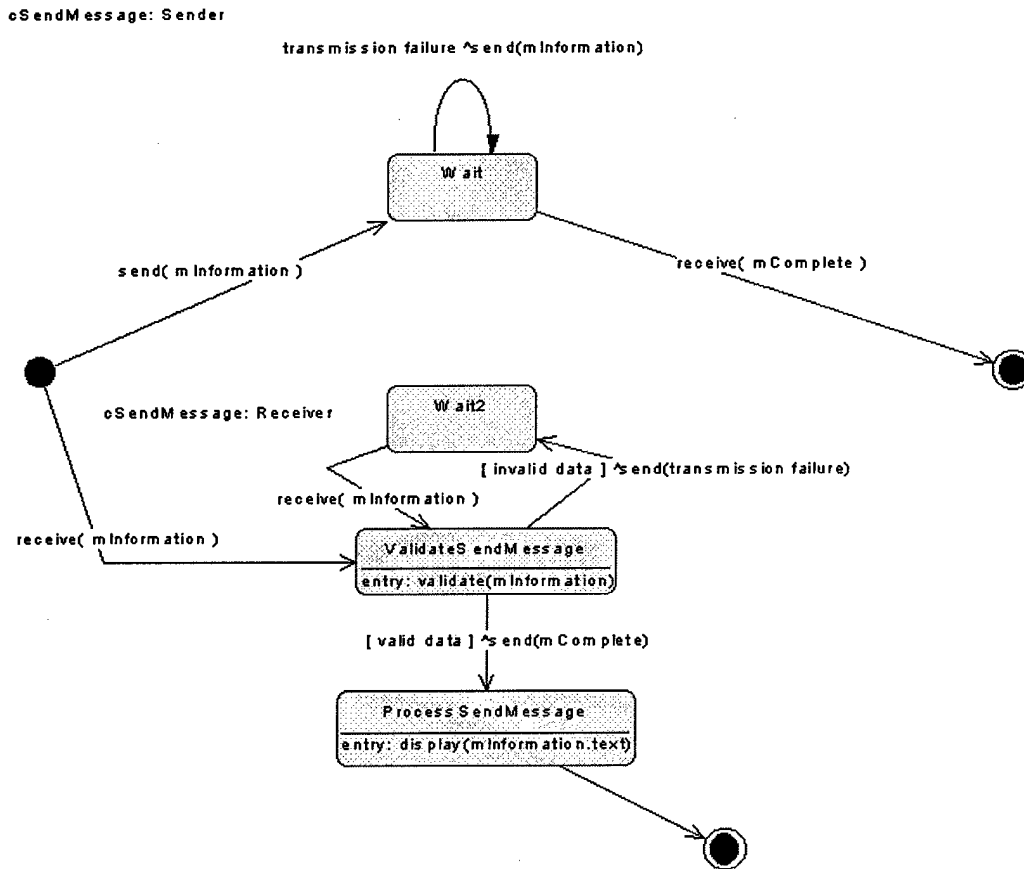 cSendMessage: Sender
transmission failure ^send(mInformation)
Wait
send( mInformation )
receive( mComplete )
cSendMessage: Receiver
Wait2
[ invalid data ] ^send(transmission failure)
receive( mInformation )
receive( mInformation )
ValidateSendMessage
entry: validate(mInformation)
[ valid data ] ^send(mComplete)
ProcessSendMessage
entry: display(mInformation.text)